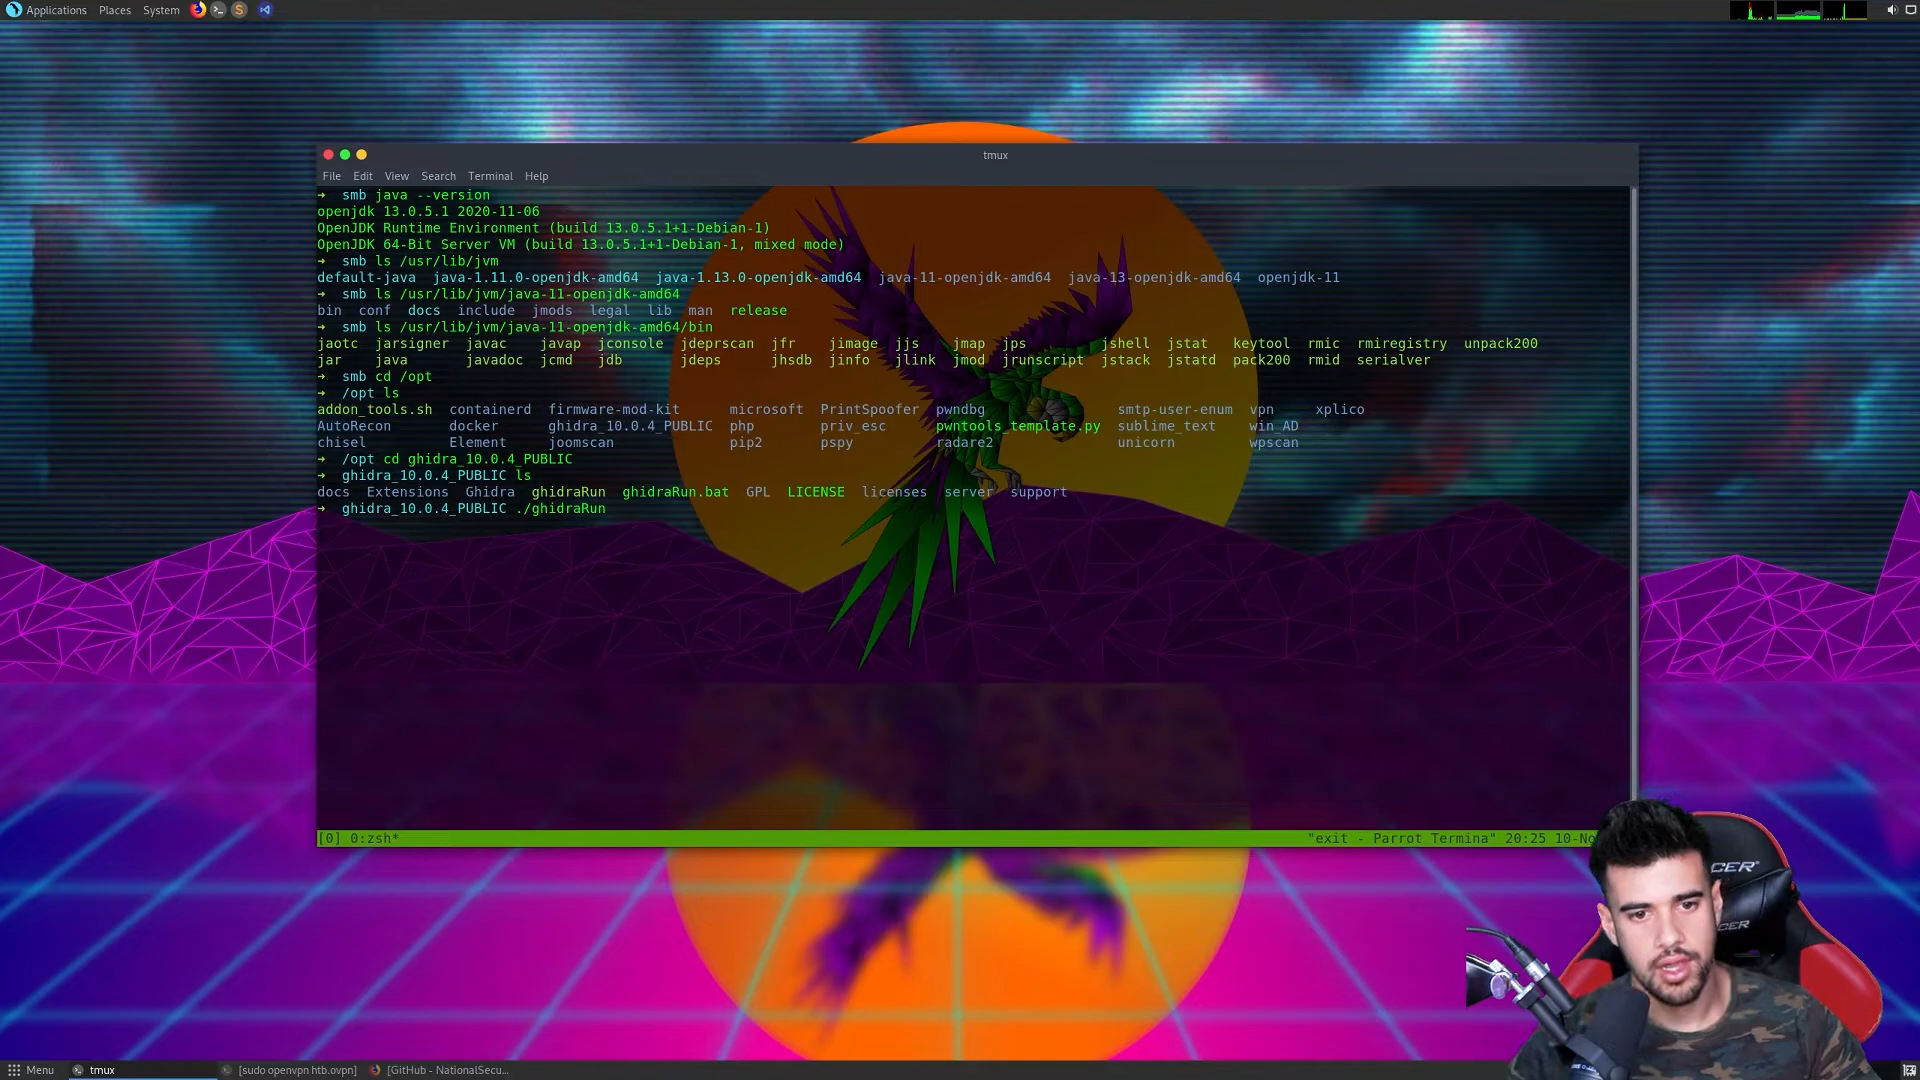 Applications Places System
tmux
File Edit View Search Terminal Help
→ smb java --version
openjdk 13.0.5.1 2020-11-06
OpenJDK Runtime Environment (build 13.0.5.1+1-Debian-1)
OpenJDK 64-Bit Server VM (build 13.0.5.1+1-Debian-1, mixed mode)
→ smb ls /usr/lib/jvm
default-java java-1.11.0-openjdk-amd64 java-1.13.0-openjdk-amd64 java-11-openjdk-amd64 java-13-openjdk-amd64 openjdk-11
→ smb ls /usr/lib/jvm/java-11-openjdk-amd64
bin conf docs include jmods legal lib man release
→ smb ls /usr/lib/jvm/java-11-openjdk-amd64/bin
jaotc jarsigner javac javap jconsole jdeprscan jfr jimage jjs jmap jps jshell jstat keytool rmic rmiregistry unpack200
jar java javadoc jcmd jdb jdeps jhsdb jinfo jlink jmod jrunscript jstack jstatd pack200 rmid serialver
→ smb cd /opt
→ /opt ls
addon_tools.sh containerd firmware-mod-kit microsoft PrintSpoofer pwndbg smtp-user-enum vpn xplico
AutoRecon docker ghidra_10.0.4_PUBLIC php priv_esc pwntools_template.py sublime_text win_AD
chisel Element joomscan pip2 pspy radare2 unicorn wpscan
→ /opt cd ghidra_10.0.4_PUBLIC
→ ghidra_10.0.4_PUBLIC ls
docs Extensions Ghidra ghidraRun ghidraRun.bat GPL LICENSE licenses server support
→ ghidra_10.0.4_PUBLIC ./ghidraRun
[0] 0:zsh* "exit - Parrot Termina" 20:25 10-No
CER
CER
Menu tmux [sudo openvpn htb.ovpn] [GitHub - NationalSecu...